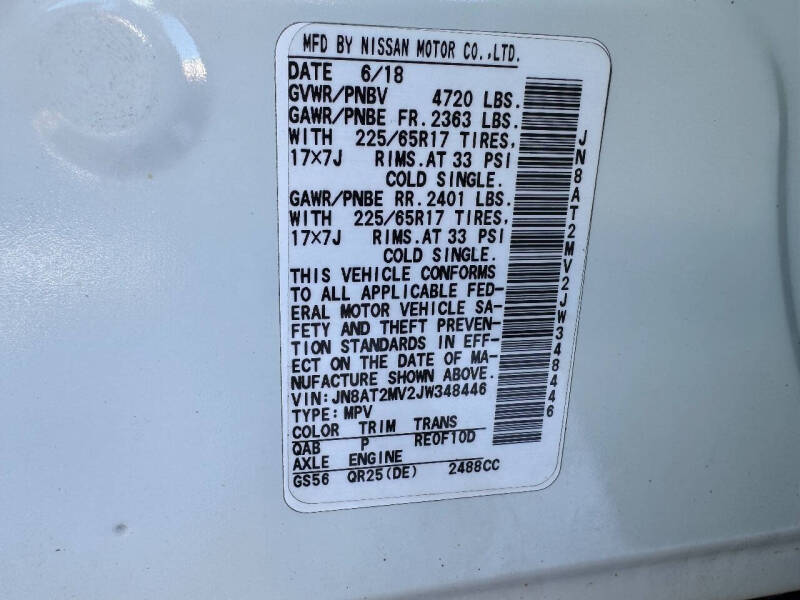 MFD BY NISSAN MOTOR CO.,LTD.
DATE 6/18
GVWR/PNBV 4720 LBS.
GAWR/PNBE FR. 2363 LBS.
WITH 225/65R17 TIRES,
17×7J RIMS.AT 33 PSI
COLD SINGLE.
GAWR/PNBE RR. 2401 LBS.
WITH 225/65R17 TIRES,
17×7J RIMS.AT 33 PSI
COLD SINGLE.
THIS VEHICLE CONFORMS
TO ALL APPLICABLE FED-
ERAL MOTOR VEHICLE SA-
FETY AND THEFT PREVEN-
TION STANDARDS IN EFF-
ECT ON THE DATE OF MA-
NUFACTURE SHOWN ABOVE.
VIN:JN8AT2MV2JW348446
TYPE:MPV
COLOR TRIM TRANS
QAB P RE0F10D
AXLE ENGINE
GS56 QR25(DE) 2488CC
JN8AT2MV2JW348446